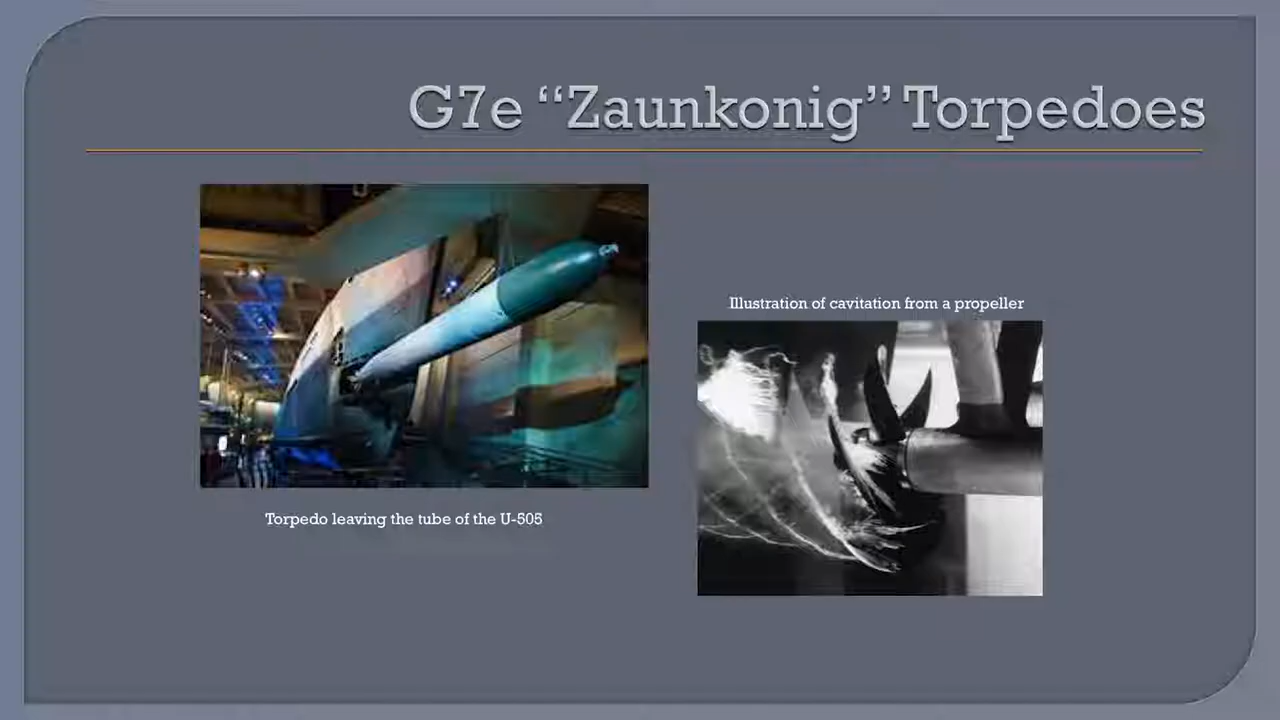 G7e “Zaunkonig” Torpedoes
Illustration of cavitation from a propeller
Torpedo leaving the tube of the U-505